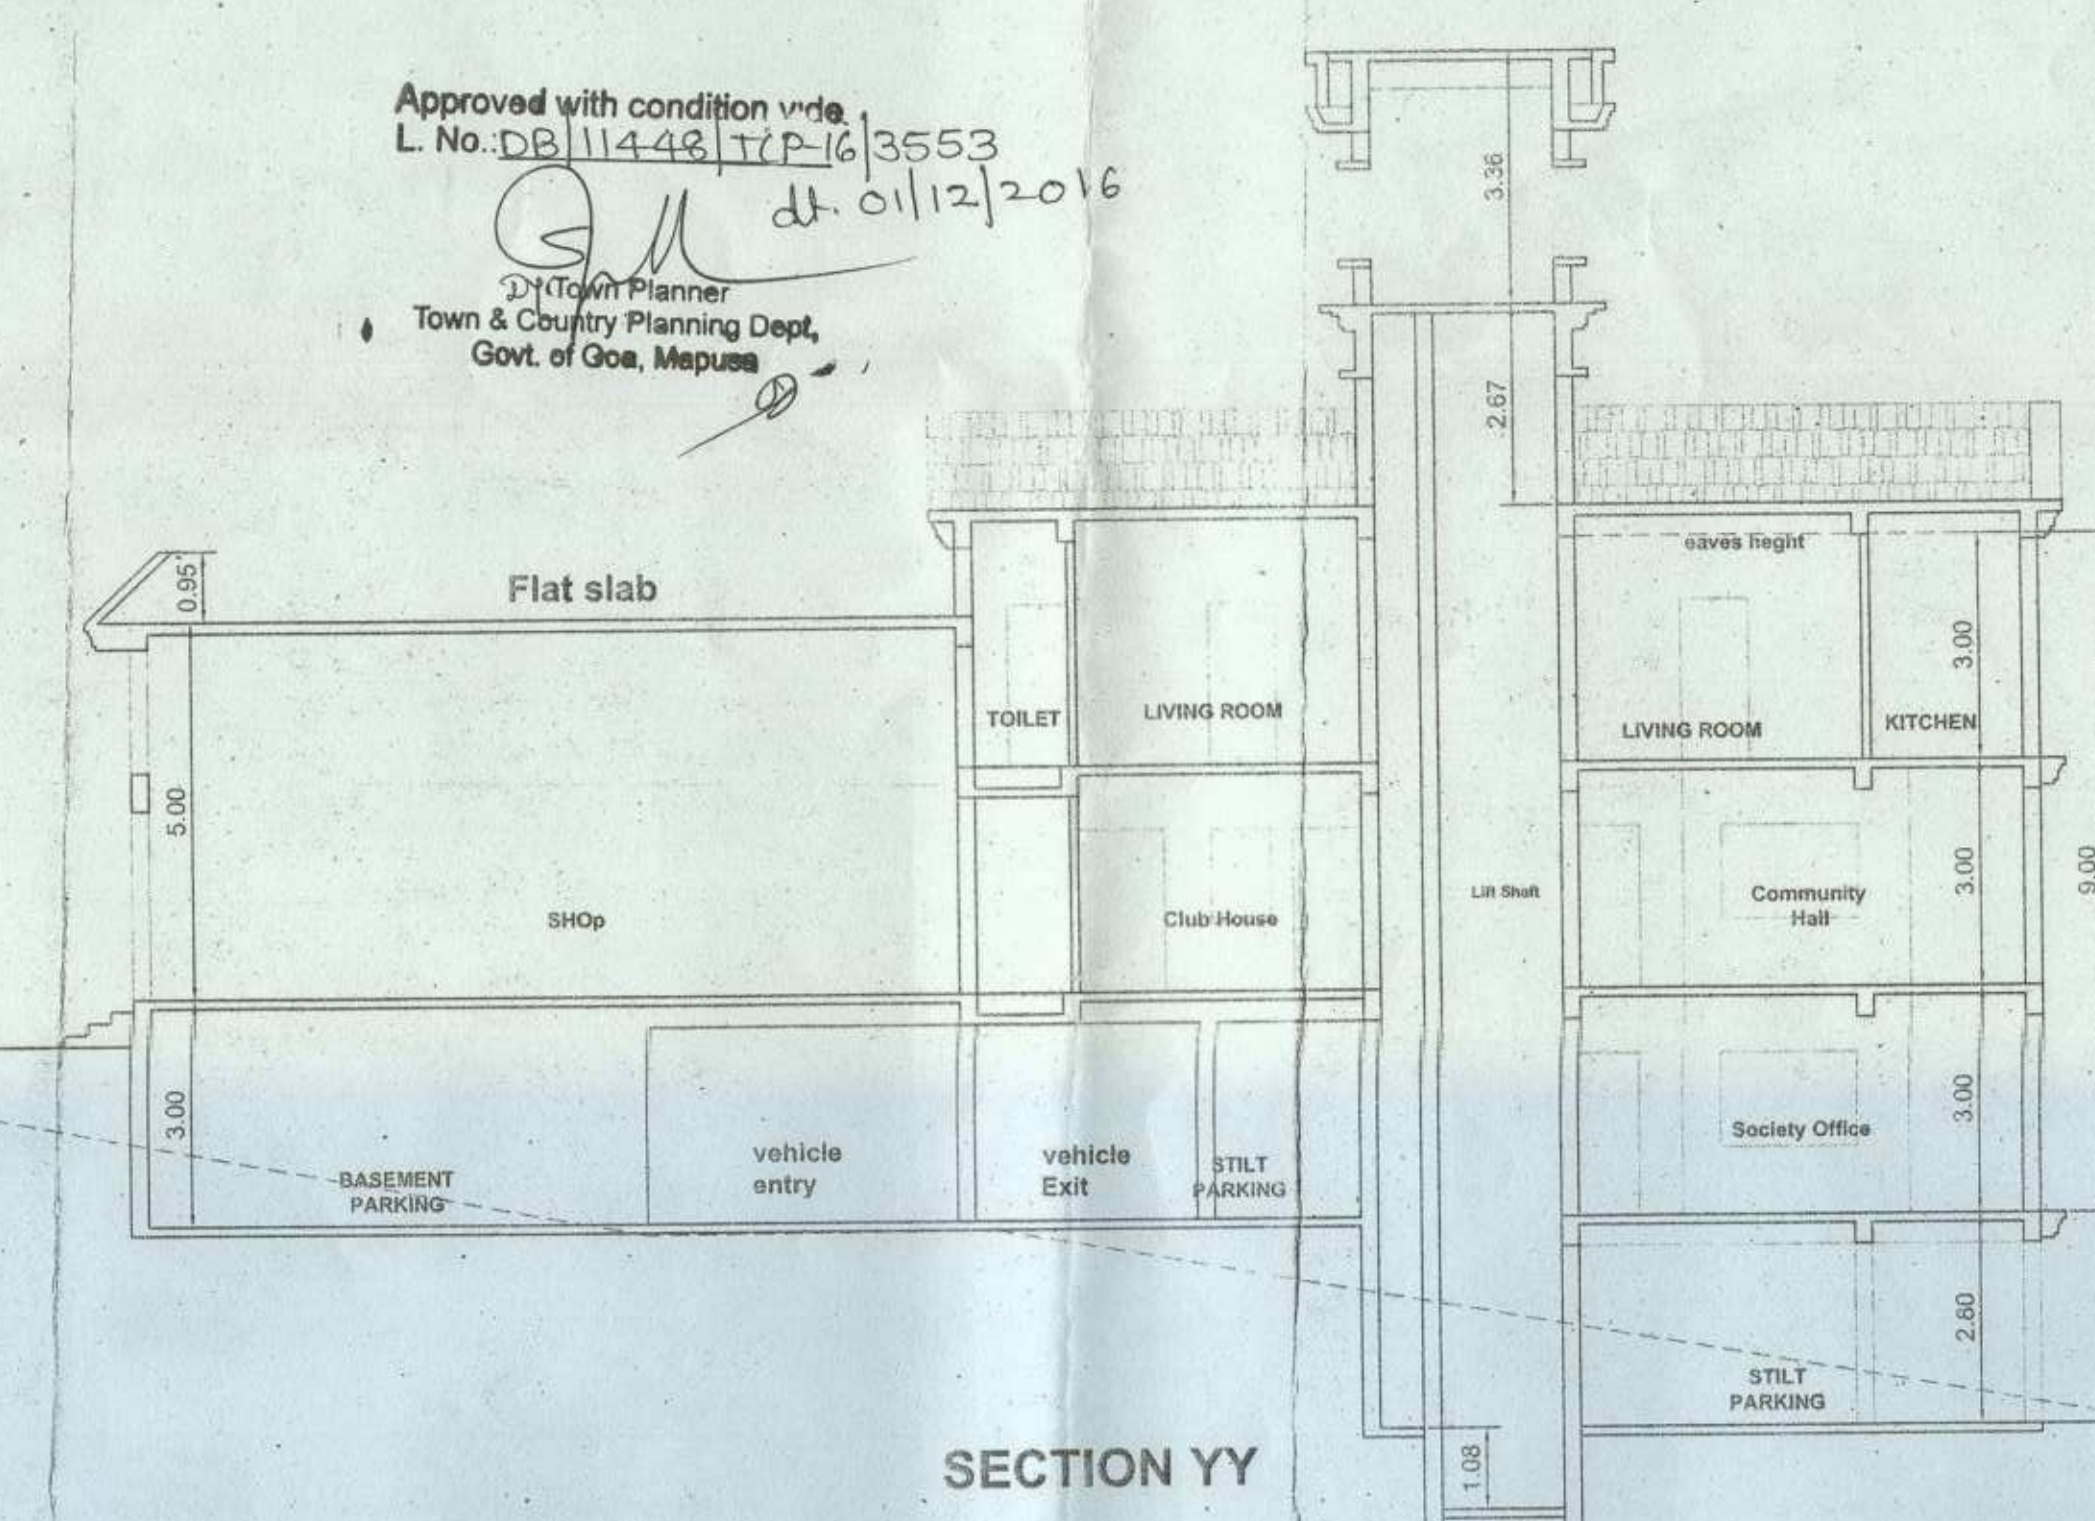 Approved with condition vide.
L. No.: DB/11448/TCP-16/3553
dt. 01/12/2016
Dy Town Planner
Town & Country Planning Dept,
Govt. of Goa, Mapusa
3.36
2.67
0.95
Flat slab
eaves heght
3.00
TOILET
LIVING ROOM
LIVING ROOM
KITCHEN
5.00
SHOp
Club House
Lift Shaft
Community
Hall
3.00
9.00
3.00
BASEMENT
PARKING
vehicle
entry
vehicle
Exit
STILT
PARKING
Society Office
3.00
STILT
PARKING
2.80
SECTION YY
1.08